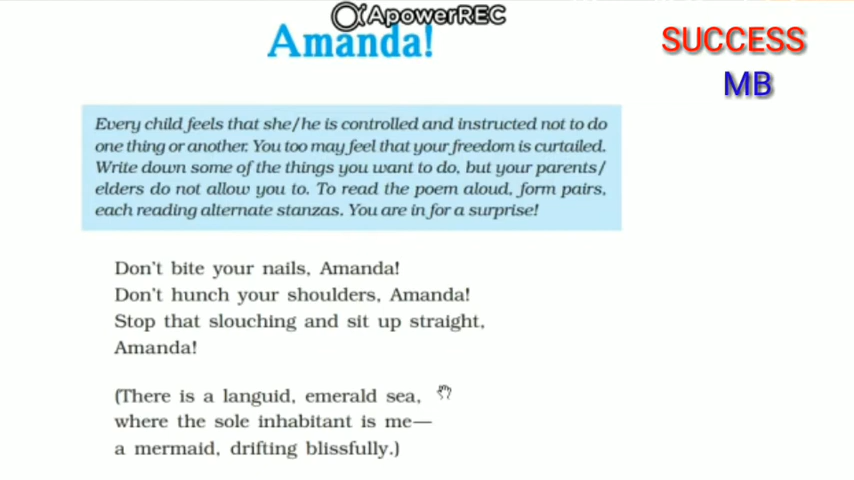 ApowerREC
Amanda!
SUCCESS
MB
Every child feels that she/he is controlled and instructed not to do
one thing or another. You too may feel that your freedom is curtailed.
Write down some of the things you want to do, but your parents/
elders do not allow you to. To read the poem aloud, form pairs,
each reading alternate stanzas. You are in for a surprise!
Don't bite your nails, Amanda!
Don't hunch your shoulders, Amanda!
Stop that slouching and sit up straight,
Amanda!
(There is a languid, emerald sea,
where the sole inhabitant is me—
a mermaid, drifting blissfully.)